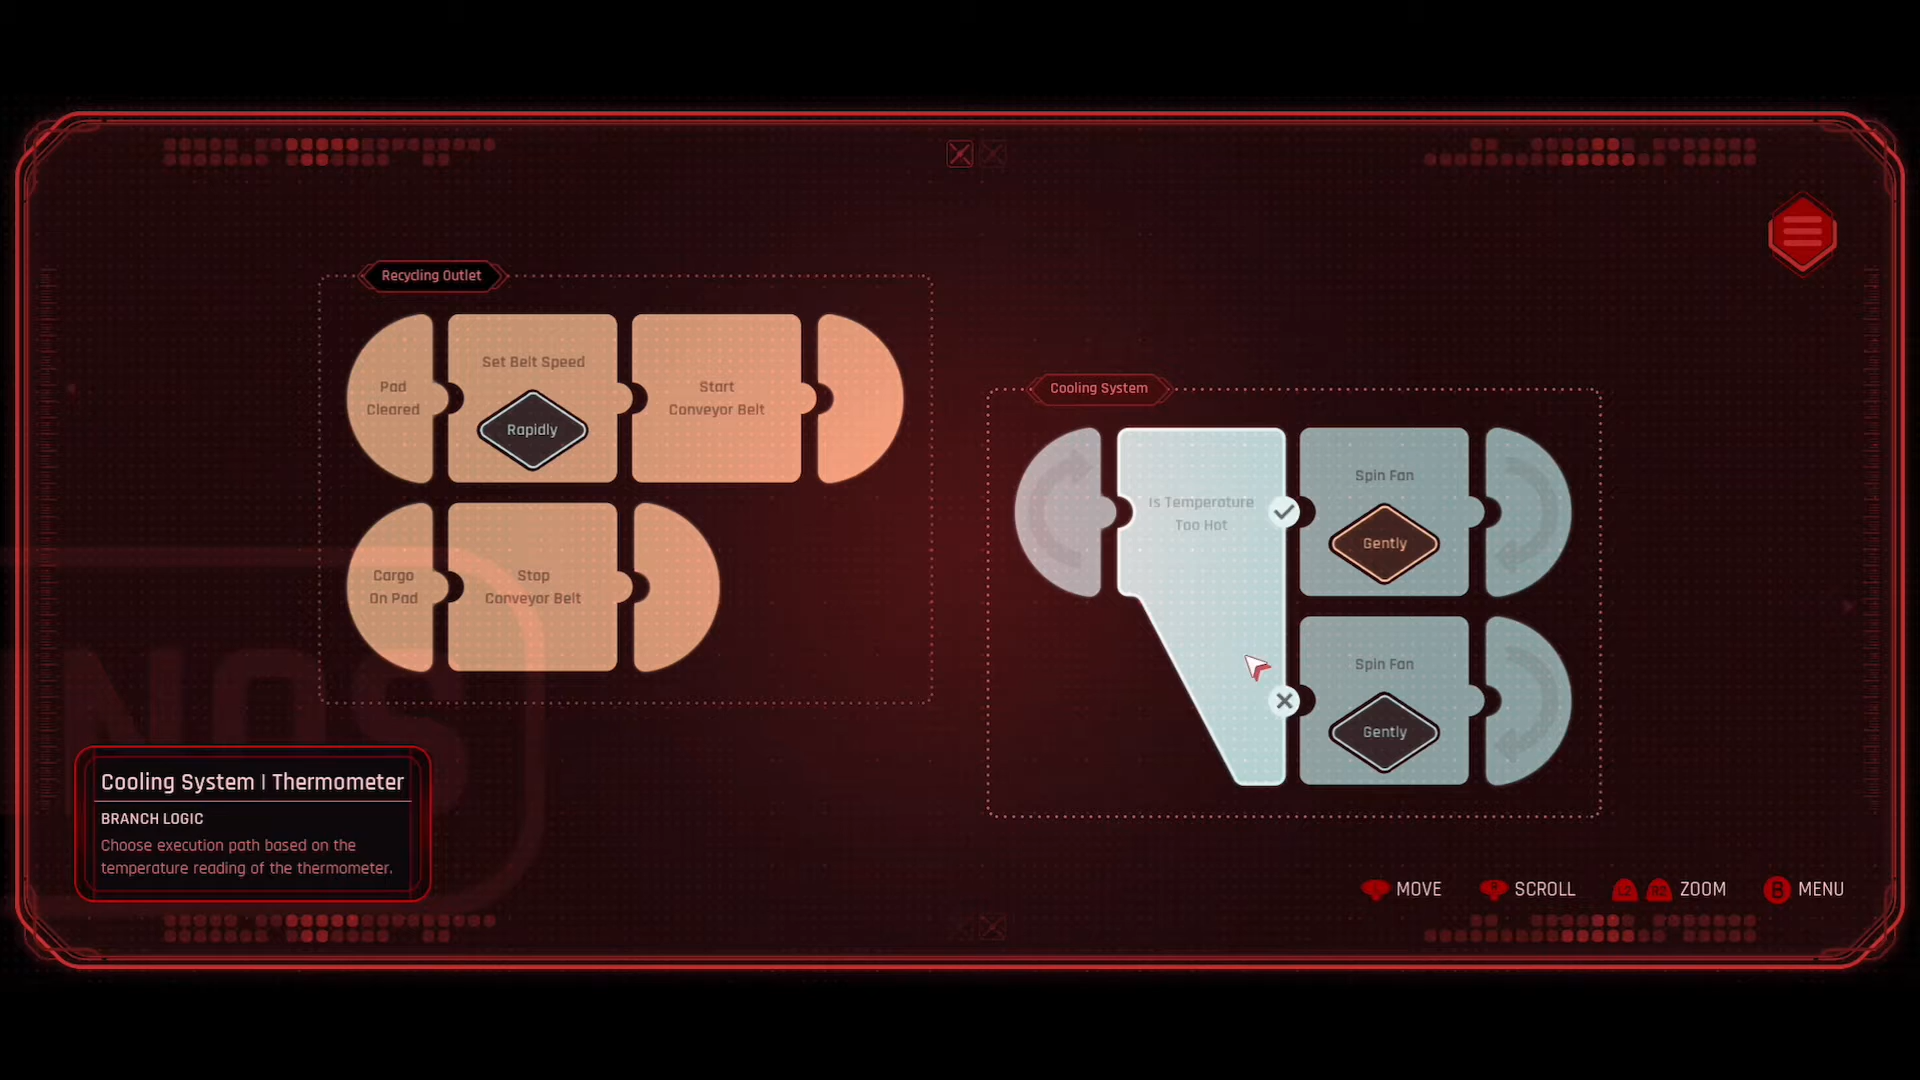 Recycling Outlet
Pad
Cleared
Set Belt Speed
Rapidly
Start
Conveyor Belt
Cargo
On Pad
Stop
Conveyor Belt
Cooling System
Is Temperature
Too Hot
Spin Fan
Gently
Spin Fan
Gently
Cooling System | Thermometer
BRANCH LOGIC
Choose execution path based on the
temperature reading of the thermometer.
L MOVE
R SCROLL
L2 R2 ZOOM
B MENU